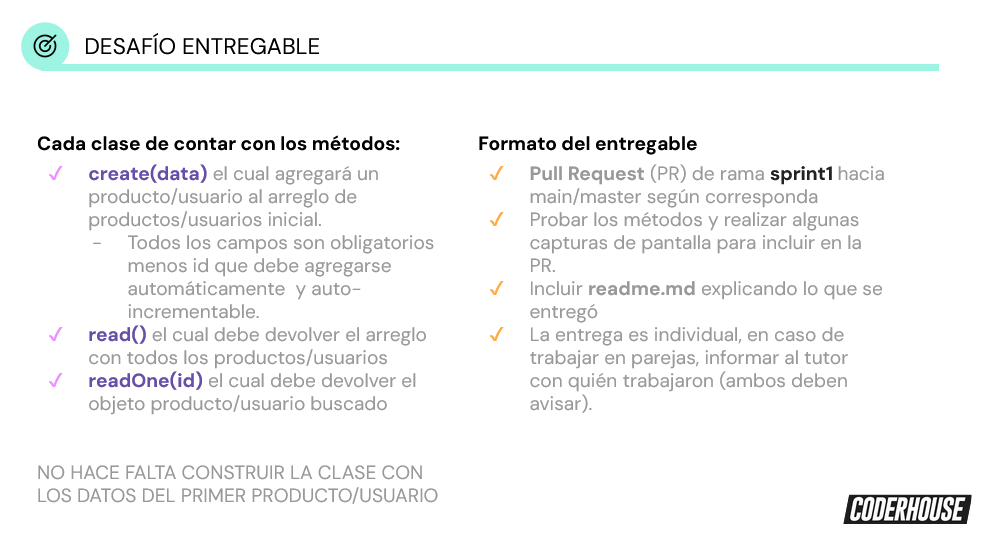 DESAFÍO ENTREGABLE
Cada clase de contar con los métodos:
create(data) el cual agregará un
producto/usuario al arreglo de
productos/usuarios inicial.
- Todos los campos son obligatorios
menos id que debe agregarse
automáticamente y auto-
incrementable.
read() el cual debe devolver el arreglo
con todos los productos/usuarios
readOne(id) el cual debe devolver el
objeto producto/usuario buscado
NO HACE FALTA CONSTRUIR LA CLASE CON
LOS DATOS DEL PRIMER PRODUCTO/USUARIO
Formato del entregable
Pull Request (PR) de rama sprint1 hacia
main/master según corresponda
Probar los métodos y realizar algunas
capturas de pantalla para incluir en la
PR.
Incluir readme.md explicando lo que se
entregó
La entrega es individual, en caso de
trabajar en parejas, informar al tutor
con quién trabajaron (ambos deben
avisar).
CODERHOUSE